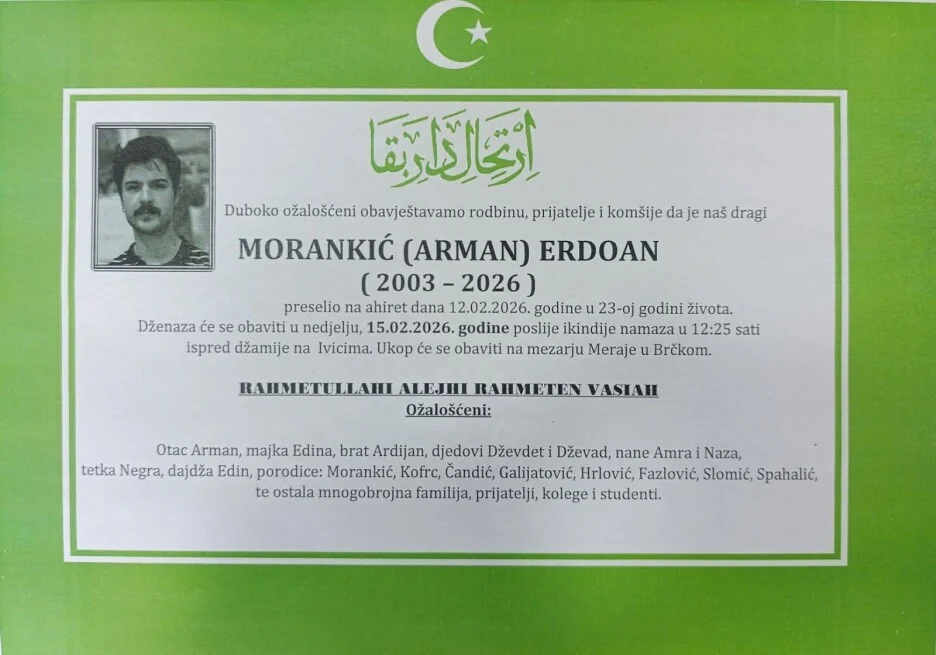 اِرْتِحَالِ دَارِ بَقَا
Duboko ožalošćeni obavještavamo rodbinu, prijatelje i komšije da je naš dragi
MORANKIĆ (ARMAN) ERDOAN
( 2003 – 2026 )
preselio na ahiret dana 12.02.2026. godine u 23-oj godini života.
Dženaza će se obaviti u nedjelju, 15.02.2026. godine poslije ikindije namaza u 12:25 sati
ispred džamije na Ivicima. Ukop će se obaviti na mezarju Meraje u Brčkom.
RAHMETULLAHI ALEJHI RAHMETEN VASIAH
Ožalošćeni:
Otac Arman, majka Edina, brat Ardijan, djedovi Dževdet i Dževad, nane Amra i Naza,
tetka Negra, dajdža Edin, porodice: Morankić, Kofrc, Čandić, Galijatović, Hrlović, Fazlović, Slomić, Spahalić,
te ostala mnogobrojna familija, prijatelji, kolege i studenti.